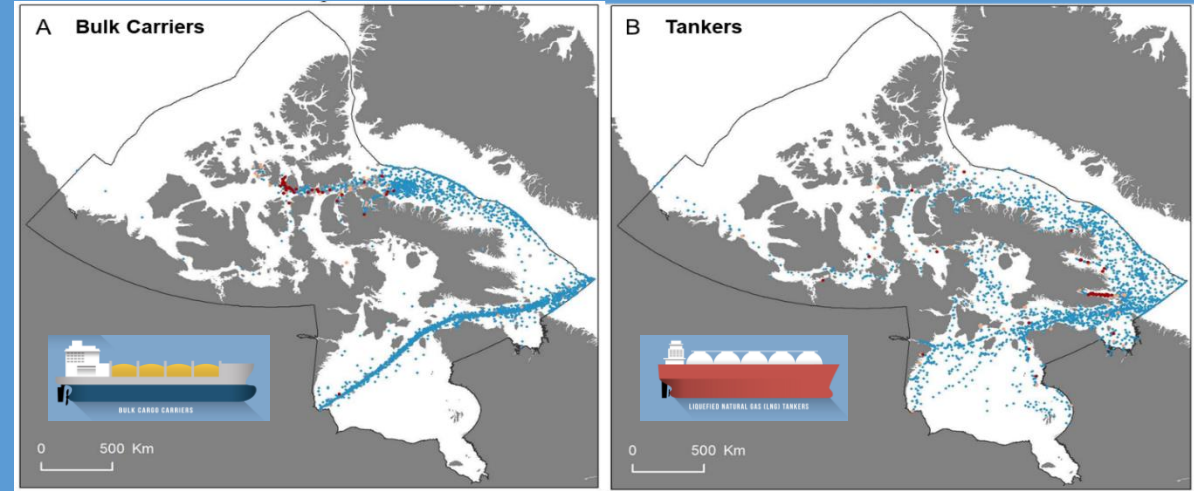 A Bulk Carriers
BULK CARGO CARRIERS
0 500 Km
B Tankers
LIQUEFIED NATURAL GAS (LNG) TANKERS
0 500 Km